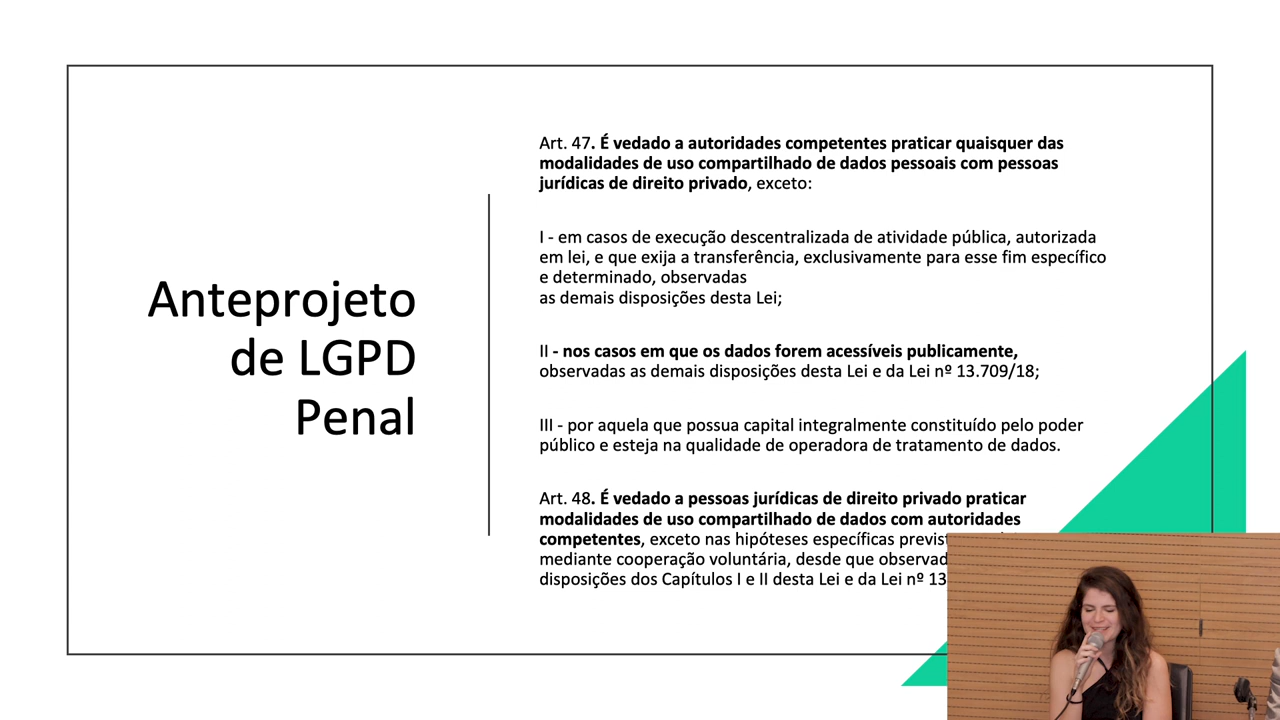 Anteprojeto
de LGPD
Penal
Art. 47. É vedado a autoridades competentes praticar quaisquer das
modalidades de uso compartilhado de dados pessoais com pessoas
jurídicas de direito privado, exceto:
I - em casos de execução descentralizada de atividade pública, autorizada
em lei, e que exija a transferência, exclusivamente para esse fim específico
e determinado, observadas
as demais disposições desta Lei;
II - nos casos em que os dados forem acessíveis publicamente,
observadas as demais disposições desta Lei e da Lei nº 13.709/18;
III - por aquela que possua capital integralmente constituído pelo poder
público e esteja na qualidade de operadora de tratamento de dados.
Art. 48. É vedado a pessoas jurídicas de direito privado praticar
modalidades de uso compartilhado de dados com autoridades
competentes, exceto nas hipóteses específicas
mediante cooperação voluntária, desde que
disposições dos Capítulos I e II desta Lei e da Lei nº